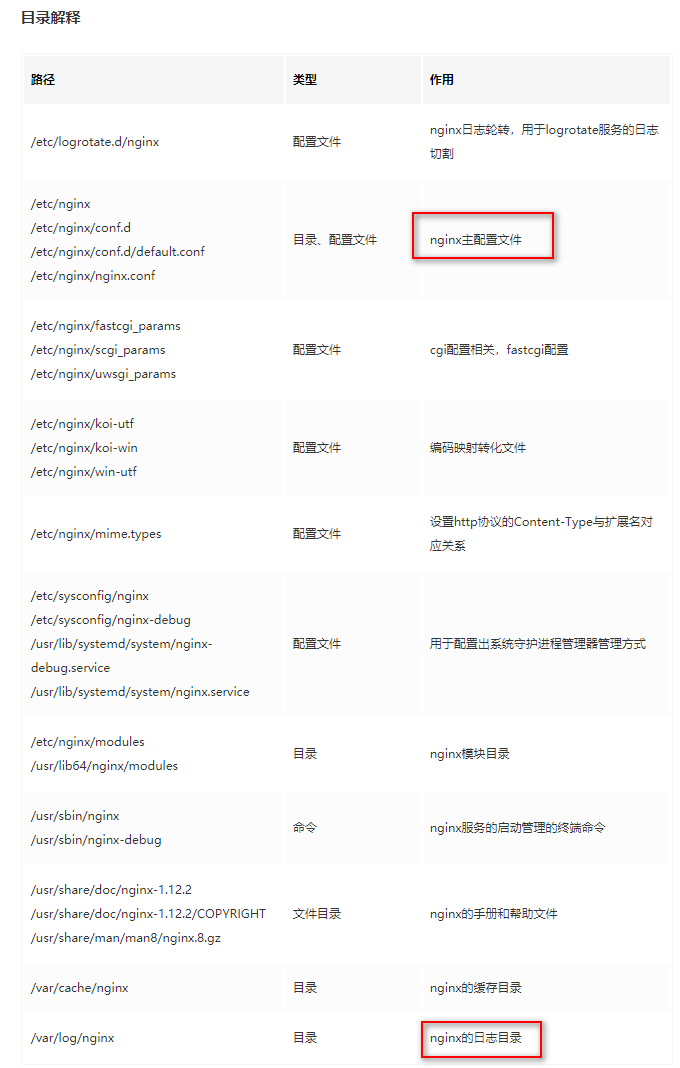 目录解释
路径 类型 作用
/etc/logrotate.d/nginx 配置文件 nginx日志轮转，用于logrotate服务的日志
切割
/etc/nginx
/etc/nginx/conf.d
/etc/nginx/conf.d/default.conf
/etc/nginx/nginx.conf
目录、配置文件
nginx主配置文件
/etc/nginx/fastcgi_params
/etc/nginx/scgi_params
/etc/nginx/uwsgi_params
配置文件
cgi配置相关，fastcgi配置
/etc/nginx/koi-utf
/etc/nginx/koi-win
/etc/nginx/win-utf
配置文件
编码映射转化文件
/etc/nginx/mime.types
配置文件
设置http协议的Content-Type与扩展名对
应关系
/etc/sysconfig/nginx
/etc/sysconfig/nginx-debug
/usr/lib/systemd/system/nginx-
debug.service
/usr/lib/systemd/system/nginx.service
配置文件
用于配置出系统守护进程管理器管理方式
/etc/nginx/modules
/usr/lib64/nginx/modules
目录
nginx模块目录
/usr/sbin/nginx
/usr/sbin/nginx-debug
命令
nginx服务的启动管理的终端命令
/usr/share/doc/nginx-1.12.2
/usr/share/doc/nginx-1.12.2/COPYRIGHT
/usr/share/man/man8/nginx.8.gz
文件目录
nginx的手册和帮助文件
/var/cache/nginx 目录 nginx的缓存目录
/var/log/nginx 目录 nginx的日志目录